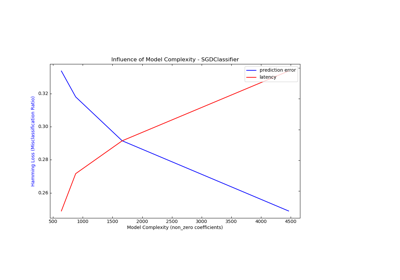 Influence of Model Complexity - SGDClassifier
prediction error
latency
Hamming Loss (Misclassification Ratio)
0.32
0.30
0.28
0.26
500 1000 1500 2000 2500 3000 3500 4000 4500
Model Complexity (non_zero coefficients)